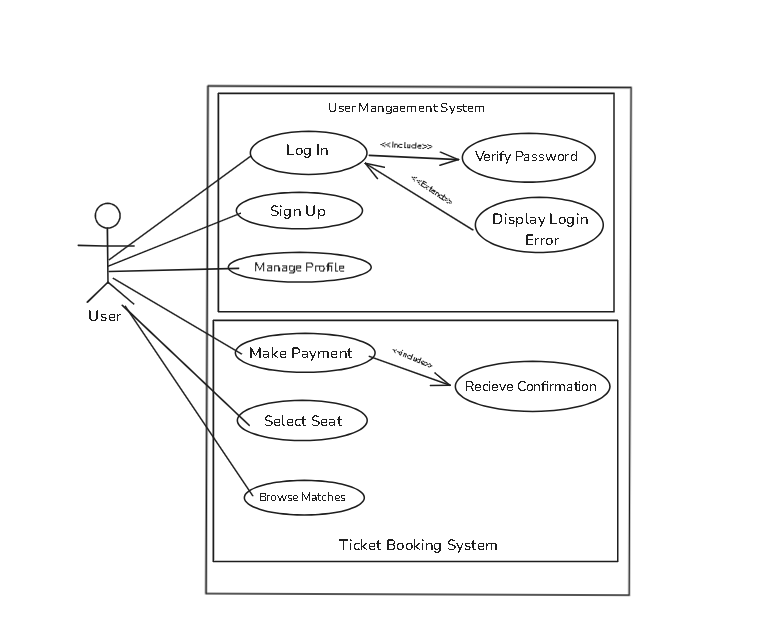 User Mangaement System
Log In
<<Include>>
Verify Password
<<Extend>>
Sign Up
Display Login
Error
Manage Profile
User
Make Payment
<<Include>>
Recieve Confirmation
Select Seat
Browse Matches
Ticket Booking System